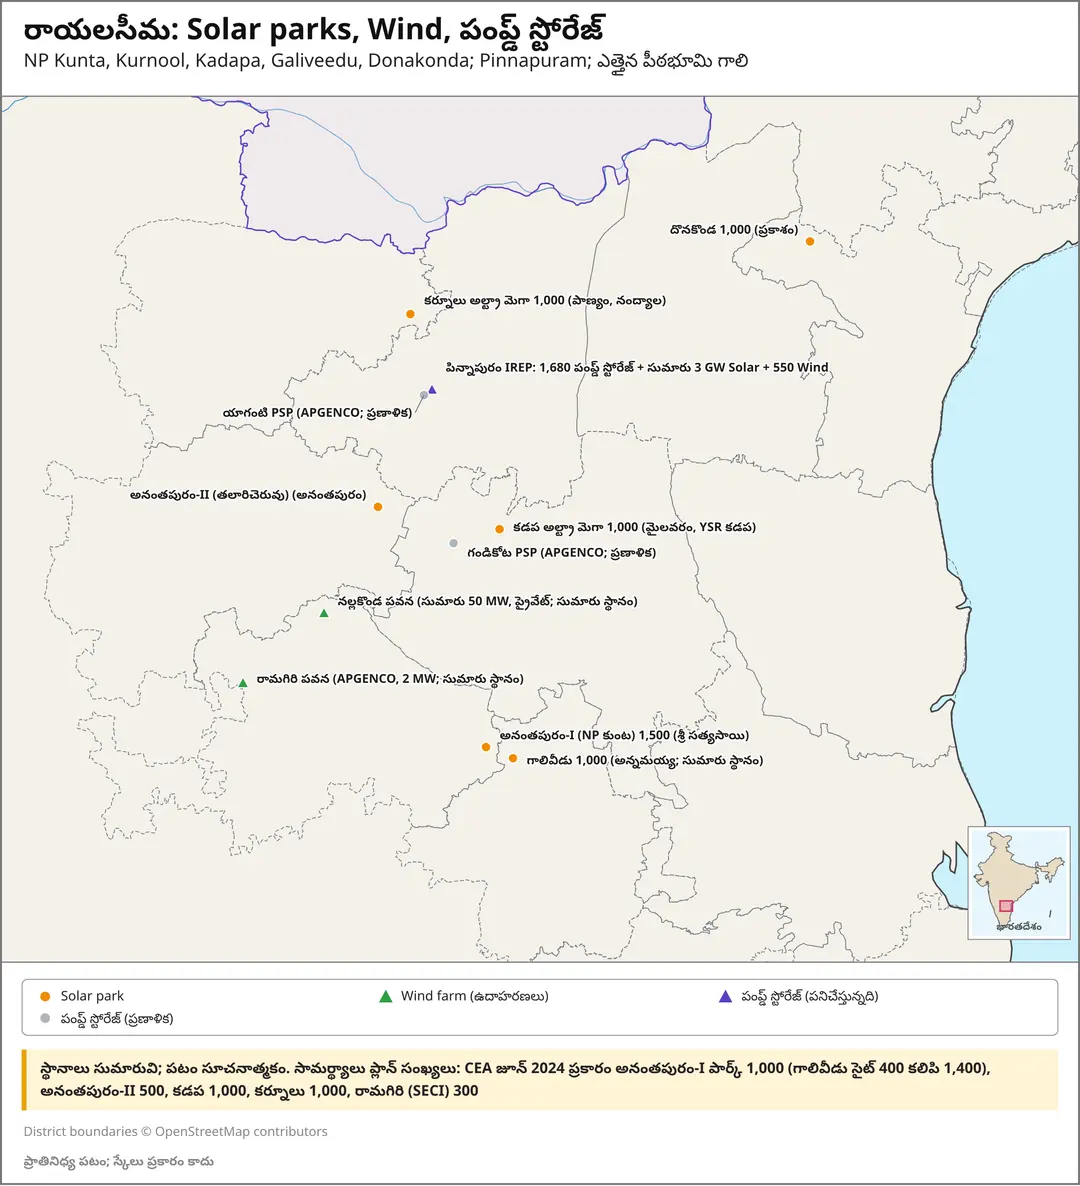 రాయలసీమ: Solar parks, Wind, పంప్డ్ స్టోరేజ్
NP Kunta, Kurnool, Kadapa, Galiveedu, Donakonda; Pinnapuram; ఎత్తైన పీఠభూమి గాలి
దొనకొండ 1,000 (ప్రకాశం)
కర్నూలు అల్ట్రా మెగా 1,000 (పాణ్యం, నంద్యాల)
పిన్నాపురం IREP: 1,680 పంప్డ్ స్టోరేజ్ + సుమారు 3 GW Solar + 550 Wind
యాగంటి PSP (APGENCO; ప్రణాళిక)
అనంతపురం-II (తలారిచెరువు) (అనంతపురం)
కడప అల్ట్రా మెగా 1,000 (మైలవరం, YSR కడప)
గండికోట PSP (APGENCO; ప్రణాళిక)
నల్లకొండ పవన (సుమారు 50 MW, ప్రైవేట్; సుమారు స్థానం)
రామగిరి పవన (APGENCO, 2 MW; సుమారు స్థానం)
అనంతపురం-I (NP కుంట) 1,500 (శ్రీ సత్యసాయి)
గాలివీడు 1,000 (అన్నమయ్య; సుమారు స్థానం)
భారతదేశం
Solar park
Wind farm (ఉదాహరణలు)
పంప్డ్ స్టోరేజ్ (పనిచేస్తున్నది)
పంప్డ్ స్టోరేజ్ (ప్రణాళిక)
స్థానాలు సుమారువి; పటం సూచనాత్మకం. సామర్థ్యాలు ప్లాన్ సంఖ్యలు: CEA జూన్ 2024 ప్రకారం అనంతపురం-I పార్క్ 1,000 (గాలివీడు సైట్ 400 కలిపి 1,400),
అనంతపురం-II 500, కడప 1,000, కర్నూలు 1,000, రామగిరి (SECI) 300
District boundaries © OpenStreetMap contributors
ప్రాతినిధ్య పటం; స్కేలు ప్రకారం కాదు